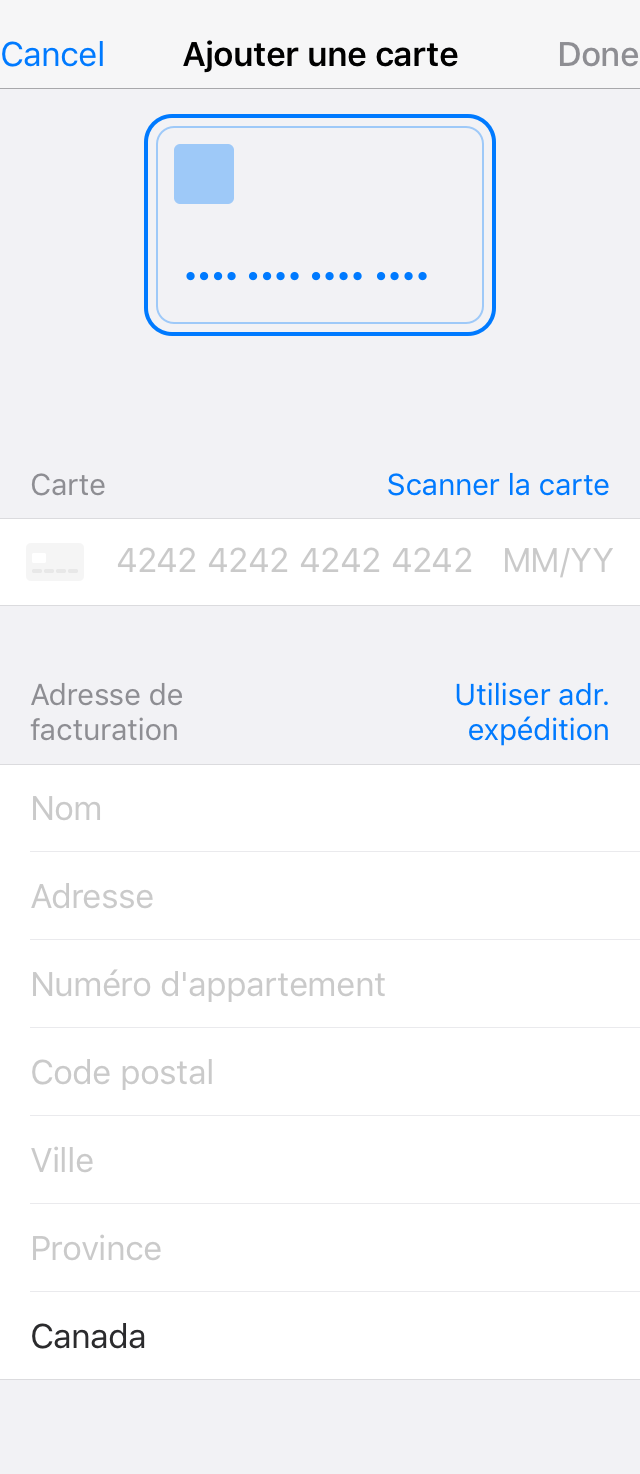 Cancel Ajouter une carte Done
•••• •••• •••• ••••
Carte Scanner la carte
4242 4242 4242 4242 MM/YY
Adresse de facturation
Utiliser adr. expédition
Nom
Adresse
Numéro d'appartement
Code postal
Ville
Province
Canada